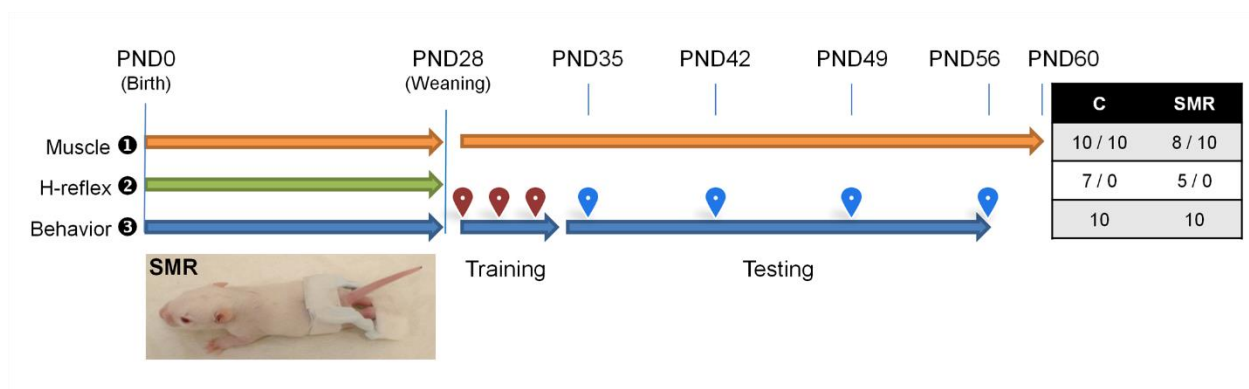 PND0 PND28 PND35 PND42 PND49 PND56 PND60
(Birth) (Weaning)
C SMR
Muscle ❶ 10 / 10 8 / 10
H-reflex ❷ 7 / 0 5 / 0
Behavior ❸ 10 10
SMR Training Testing